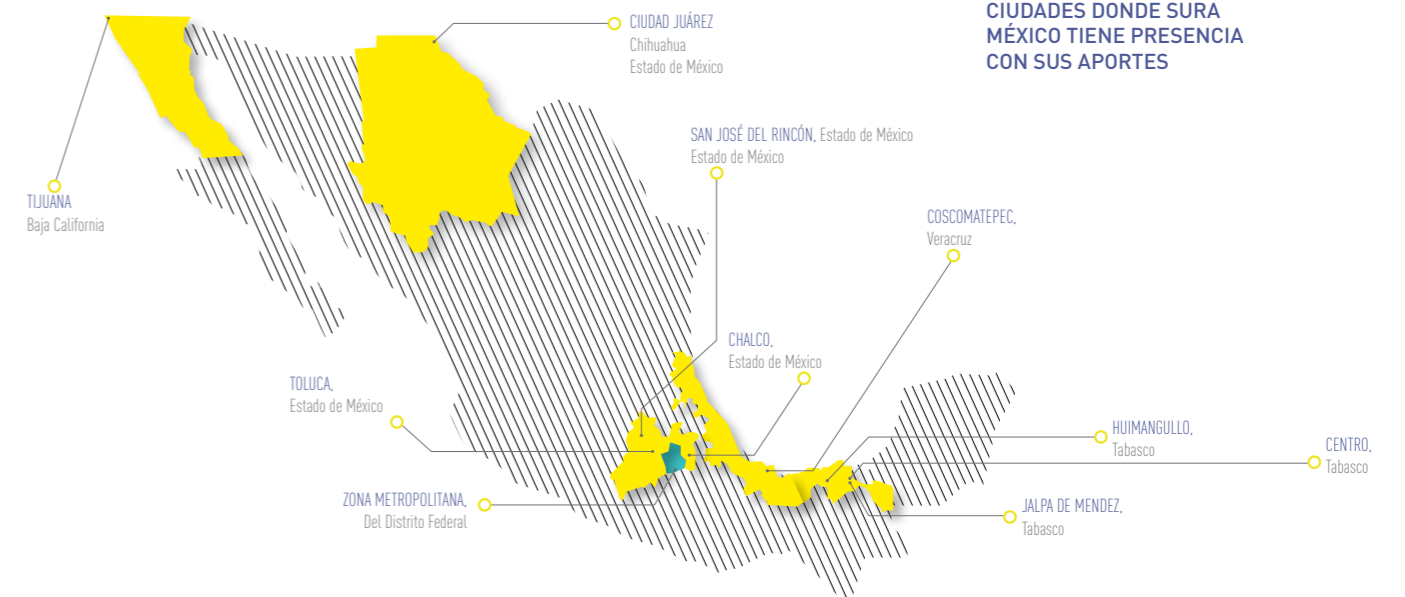 CIUDADES DONDE SURA
MÉXICO TIENE PRESENCIA
CON SUS APORTES
CIUDAD JUÁREZ
Chihuahua
Estado de México
SAN JOSÉ DEL RINCÓN, Estado de México
Estado de México
TIJUANA
Baja California
COSCOMATEPEC,
Veracruz
CHALCO,
Estado de México
TOLUCA,
Estado de México
HUIMANGULLO,
Tabasco
CENTRO,
Tabasco
ZONA METROPOLITANA,
Del Distrito Federal
JALPA DE MENDEZ,
Tabasco